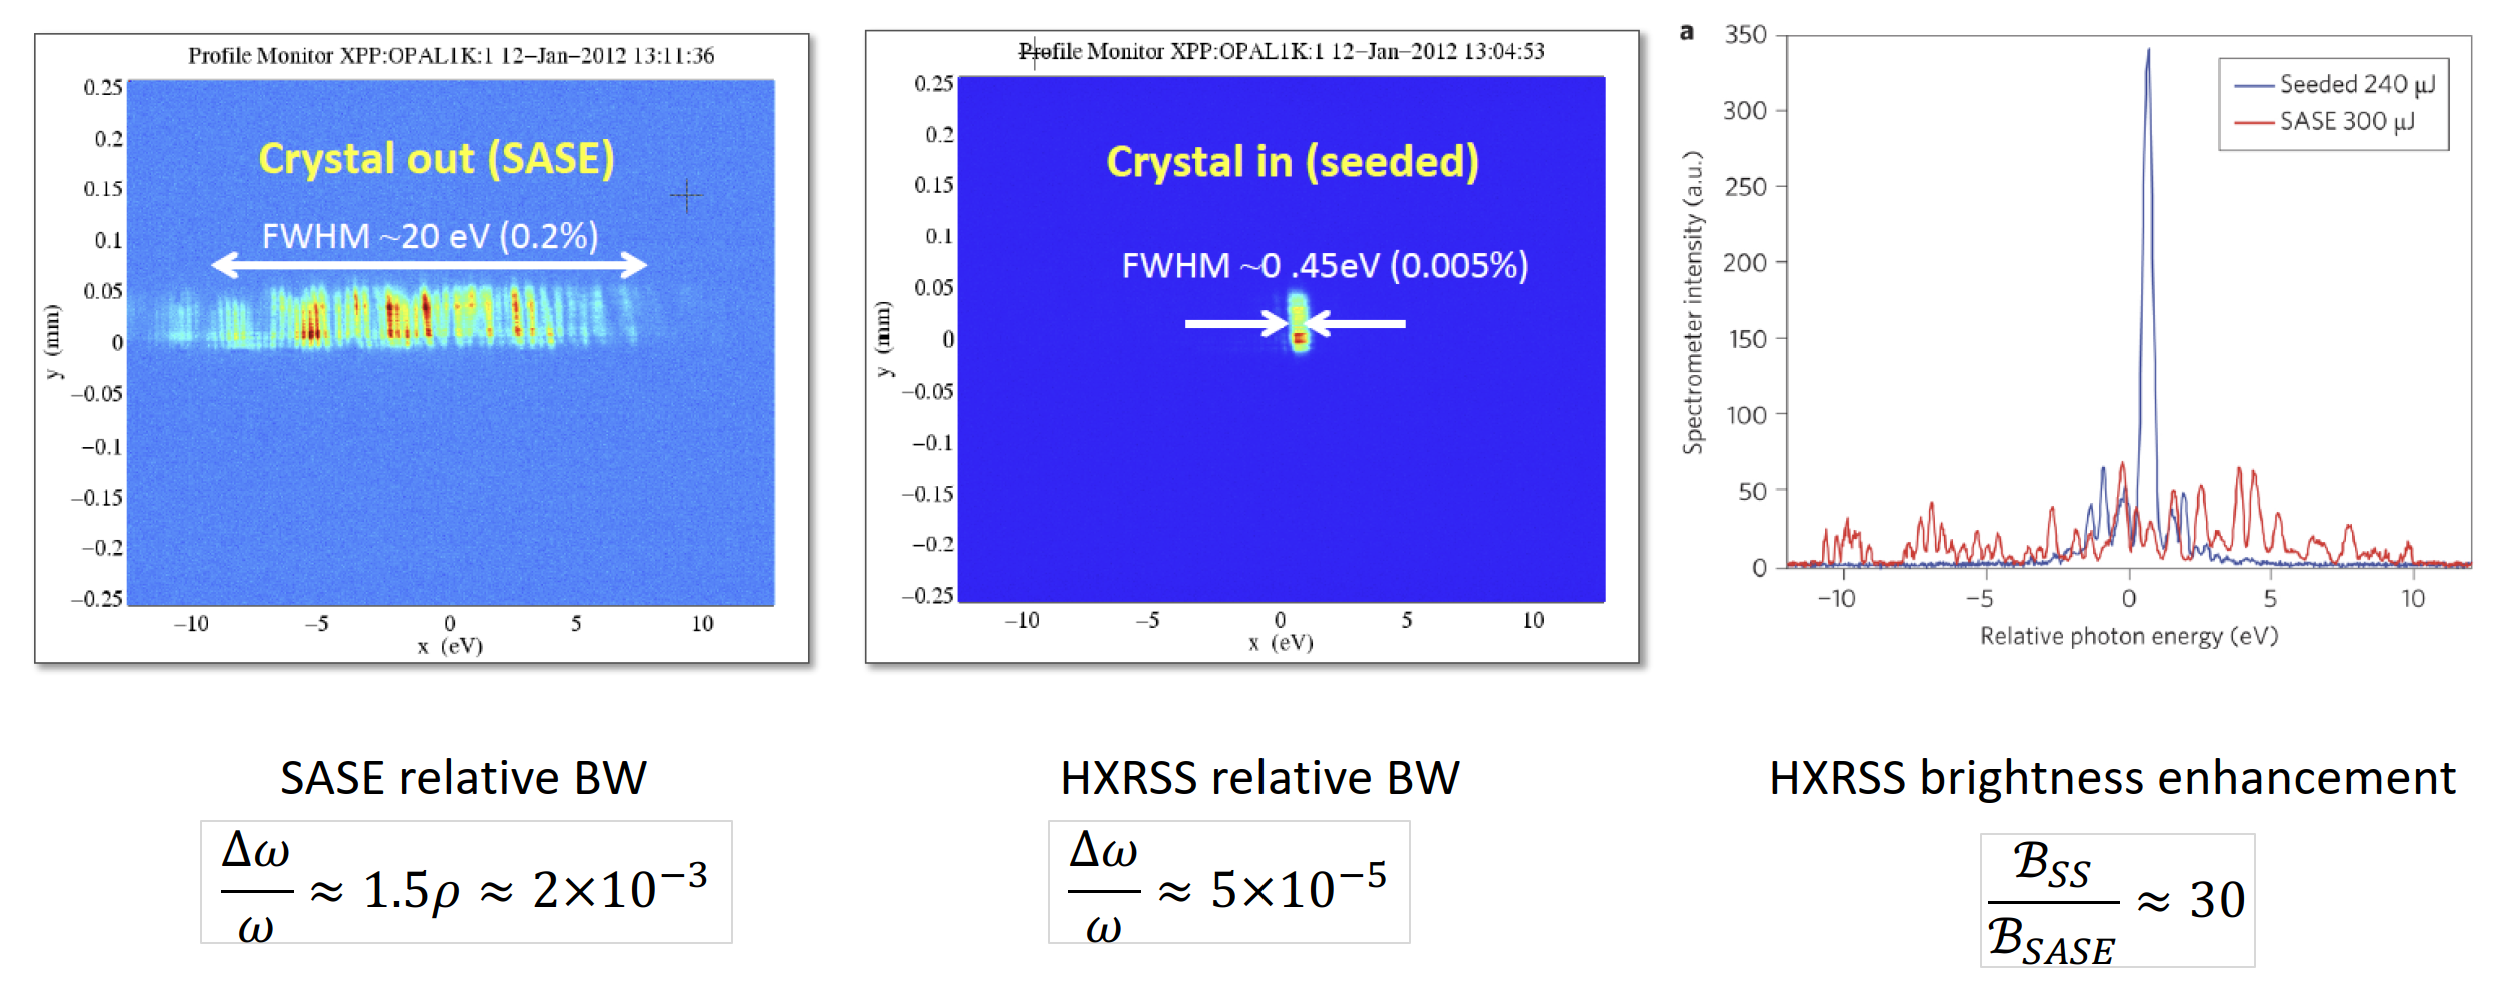 Profile Monitor XPP:OPAL1K:1 12–Jan–2012 13:11:36
Crystal out (SASE)
FWHM ~20 eV (0.2%)
y (mm)
0.25
0.2
0.15
0.1
0.05
0
–0.05
–0.1
–0.15
–0.2
–0.25
–10 –5 0 5 10
x (eV)
Profile Monitor XPP:OPAL1K:1 12–Jan–2012 13:04:53
Crystal in (seeded)
FWHM ~0 .45eV (0.005%)
y (mm)
0.25
0.2
0.15
0.1
0.05
0
–0.05
–0.1
–0.15
–0.2
–0.25
–10 –5 0 5 10
x (eV)
a
Seeded 240 µJ
SASE 300 µJ
Spectrometer intensity (a.u.)
350
300
250
200
150
100
50
0
–10 –5 0 5 10
Relative photon energy (eV)
SASE relative BW
Δω/ω ≈ 1.5ρ ≈ 2×10⁻³
HXRSS relative BW
Δω/ω ≈ 5×10⁻⁵
HXRSS brightness enhancement
ℬ_SS/ℬ_SASE ≈ 30